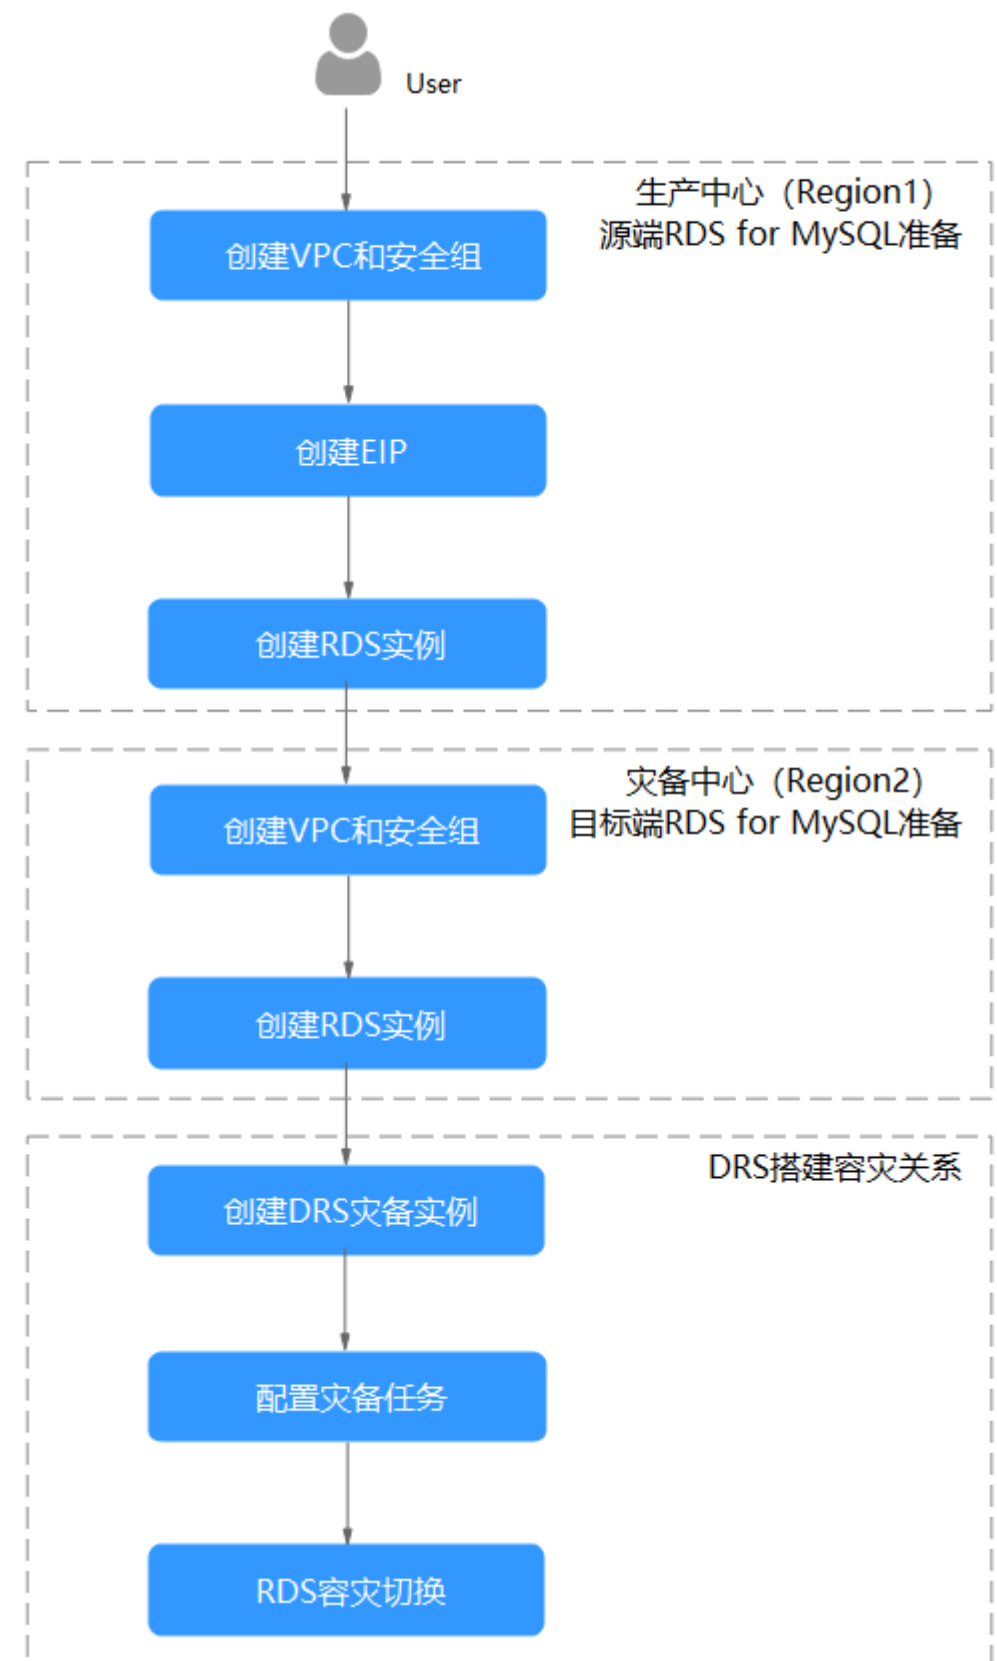 User
生产中心（Region1）
源端RDS for MySQL准备
创建VPC和安全组
创建EIP
创建RDS实例
灾备中心（Region2）
目标端RDS for MySQL准备
创建VPC和安全组
创建RDS实例
DRS搭建容灾关系
创建DRS灾备实例
配置灾备任务
RDS容灾切换